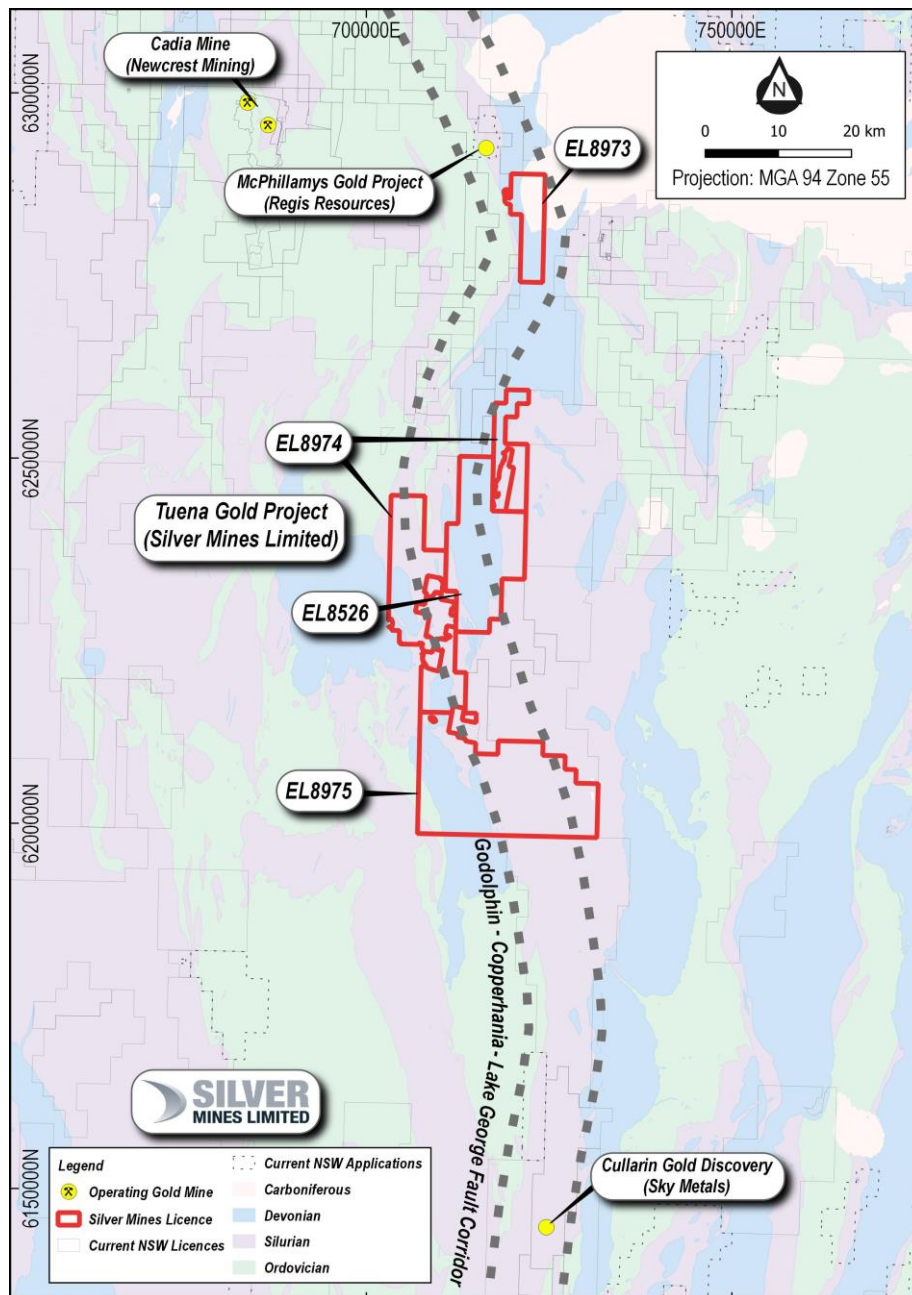 700000E
750000E
Cadia Mine
(Newcrest Mining)
6300000N
N
0 10 20 km
Projection: MGA 94 Zone 55
McPhillamys Gold Project
(Regis Resources)
EL8973
EL8974
6250000N
Tuena Gold Project
(Silver Mines Limited)
EL8526
EL8975
6200000N
Godolphin - Copperhania - Lake George Fault Corridor
SILVER
MINES LIMITED
Legend
Operating Gold Mine
Silver Mines Licence
Current NSW Licences
Current NSW Applications
Carboniferous
Devonian
Silurian
Ordovician
6150000N
Cullarin Gold Discovery
(Sky Metals)